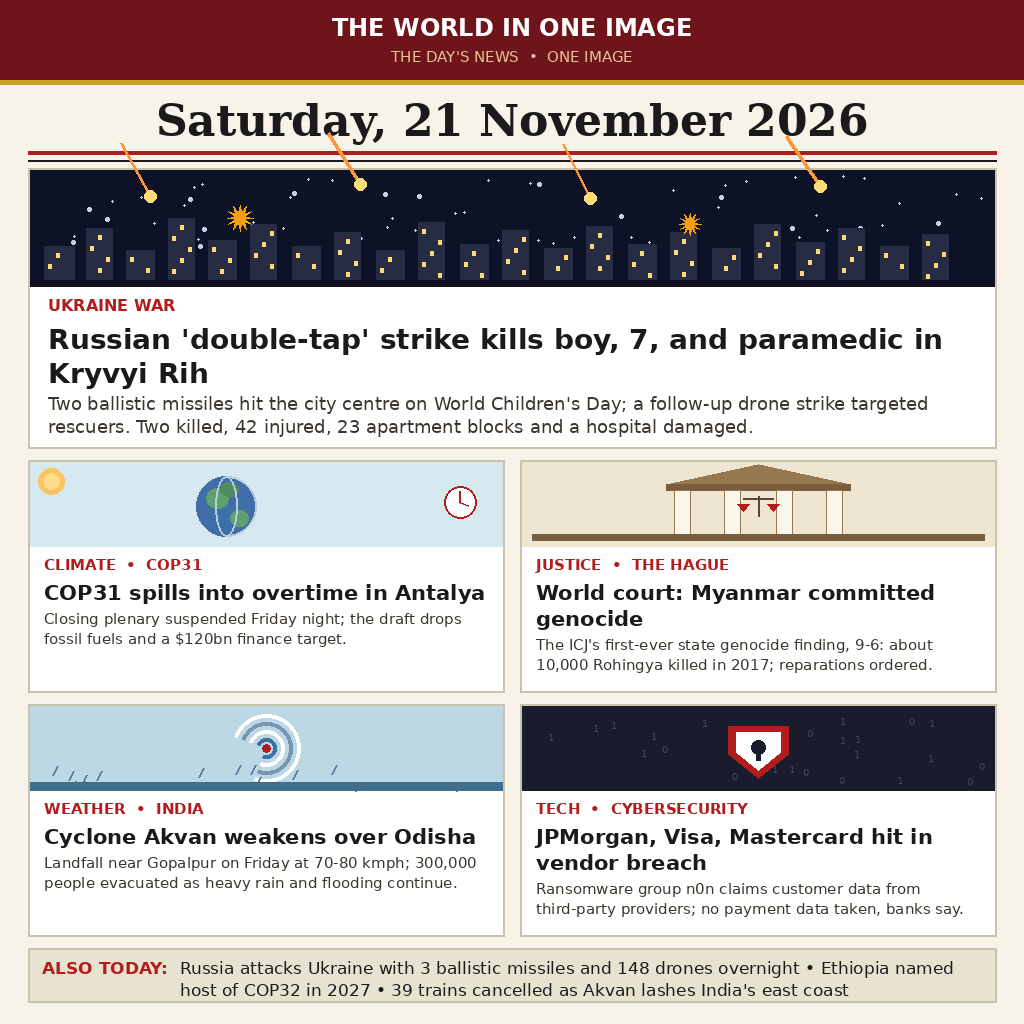 THE WORLD IN ONE IMAGE
THE DAY'S NEWS • ONE IMAGE
Saturday, 21 November 2026
UKRAINE WAR
Russian 'double-tap' strike kills boy, 7, and paramedic in
Kryvyi Rih
Two ballistic missiles hit the city centre on World Children's Day; a follow-up drone strike targeted
rescuers. Two killed, 42 injured, 23 apartment blocks and a hospital damaged.
CLIMATE • COP31
COP31 spills into overtime in Antalya
Closing plenary suspended Friday night; the draft drops
fossil fuels and a $120bn finance target.
JUSTICE • THE HAGUE
World court: Myanmar committed
genocide
The ICJ's first-ever state genocide finding, 9-6: about
10,000 Rohingya killed in 2017; reparations ordered.
WEATHER • INDIA
Cyclone Akvan weakens over Odisha
Landfall near Gopalpur on Friday at 70-80 kmph; 300,000
people evacuated as heavy rain and flooding continue.
TECH • CYBERSECURITY
JPMorgan, Visa, Mastercard hit in
vendor breach
Ransomware group n0n claims customer data from
third-party providers; no payment data taken, banks say.
ALSO TODAY: Russia attacks Ukraine with 3 ballistic missiles and 148 drones overnight • Ethiopia named
host of COP32 in 2027 • 39 trains cancelled as Akvan lashes India's east coast